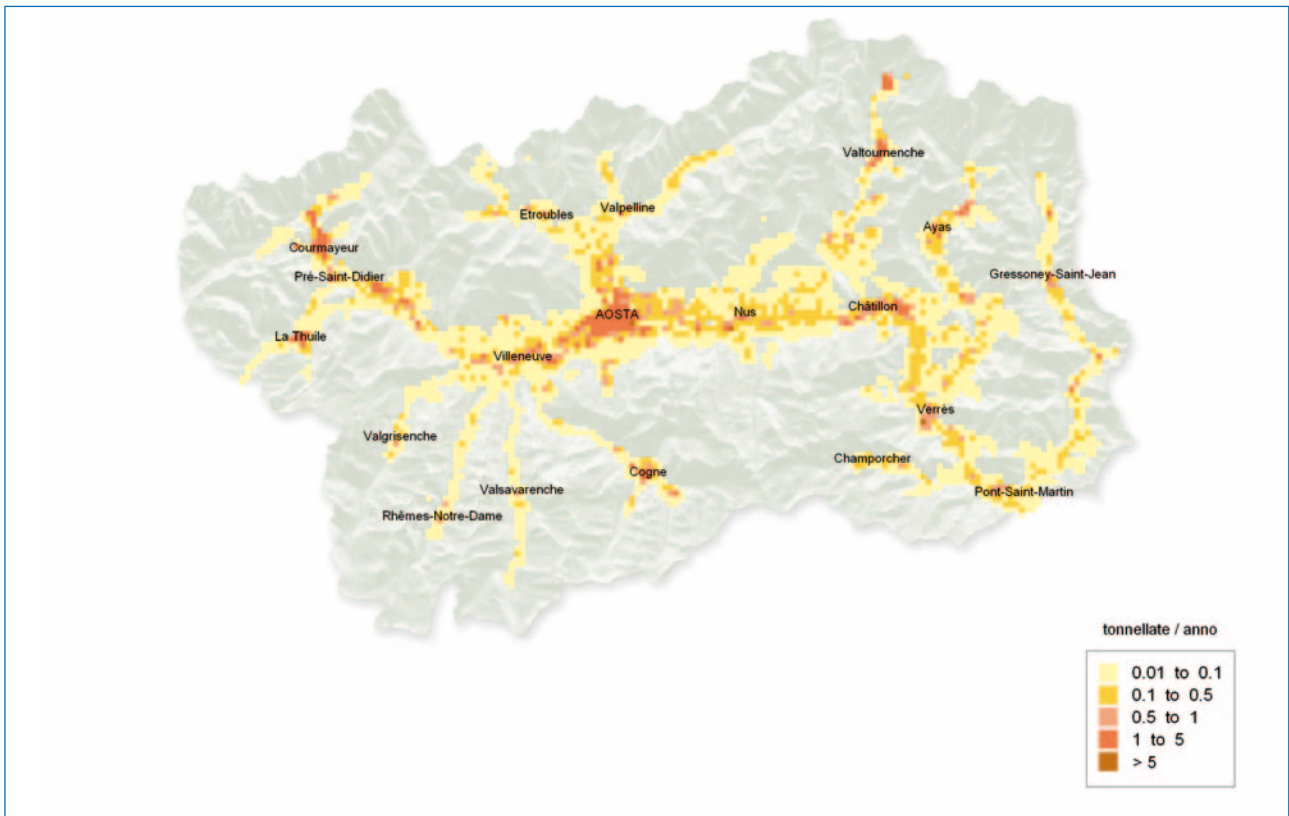 Valtournenche
Valpelline
Etroubles
Ayas
Courmayeur
Prè-Saint-Didier
Gressoney-Saint-Jean
AOSTA
Nus
Châtillon
La Thuile
Villeneuve
Verrès
Valgrisenche
Champorcher
Cogne
Valsavarenche
Pont-Saint-Martin
Rhêmes-Notre-Dame
tonnellate / anno
0.01 to 0.1
0.1 to 0.5
0.5 to 1
1 to 5
> 5